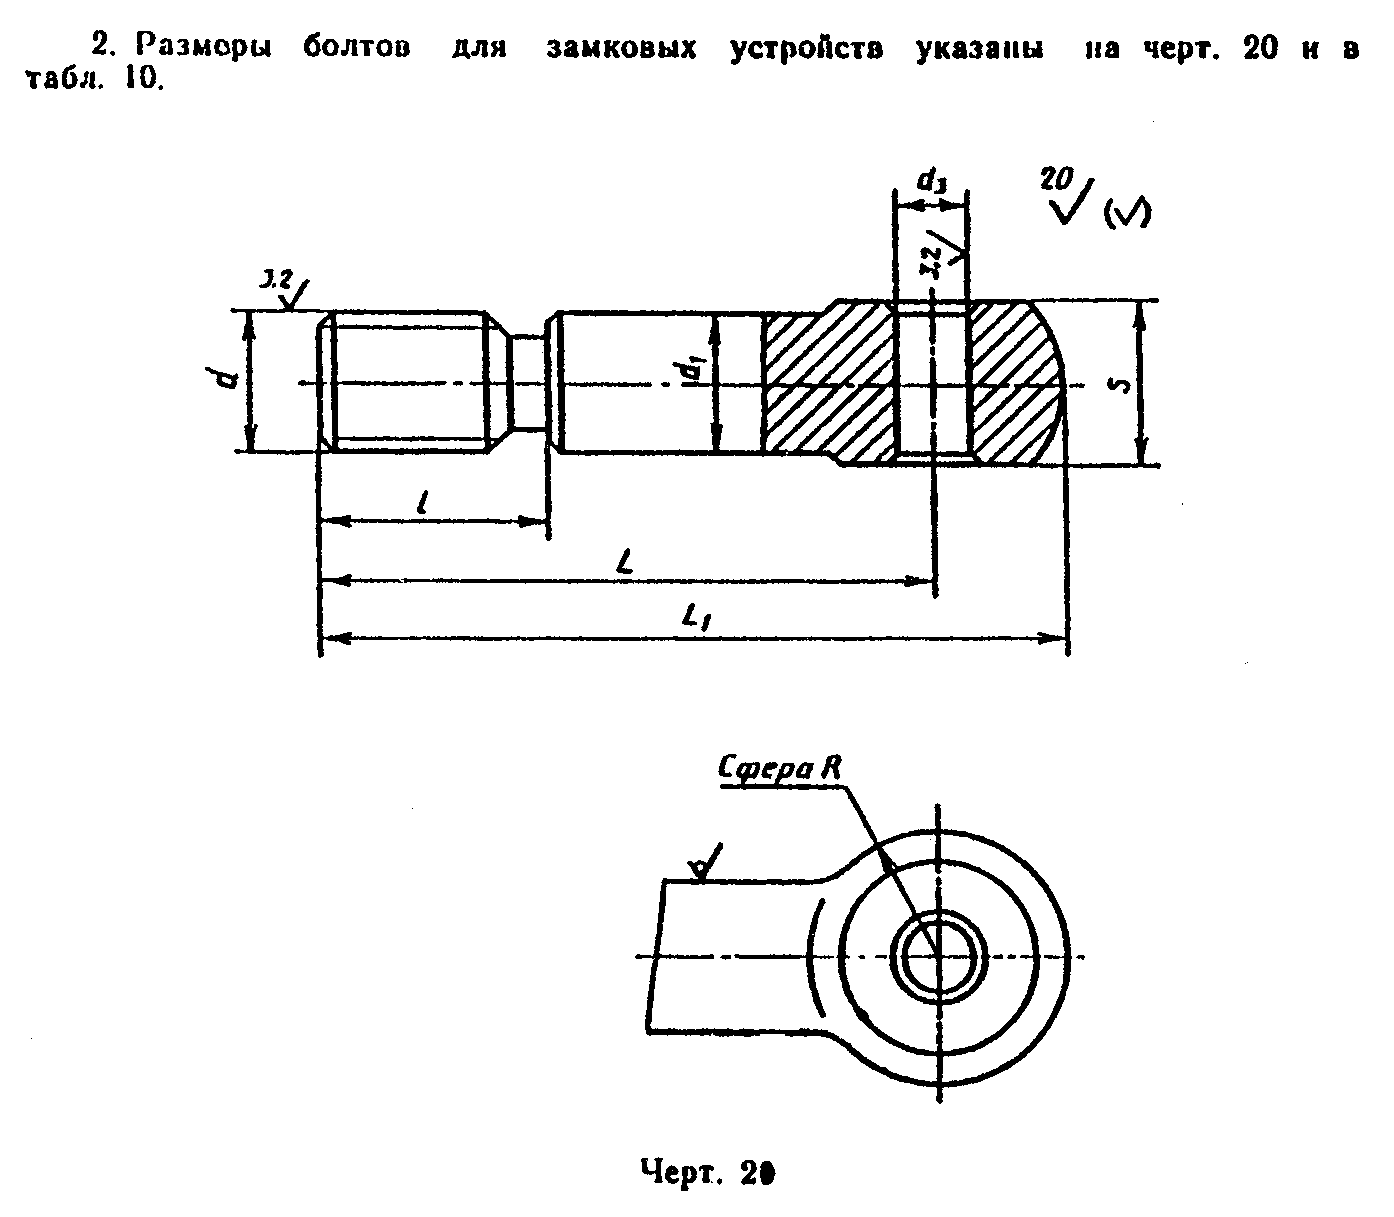 2. Размеры болтов для замковых устройств указаны на черт. 20 и в
табл. 10.
d₃
20
(√)
3,2
3,2
d
d₁
S
l
L
L₁
Сфера R
Черт. 20